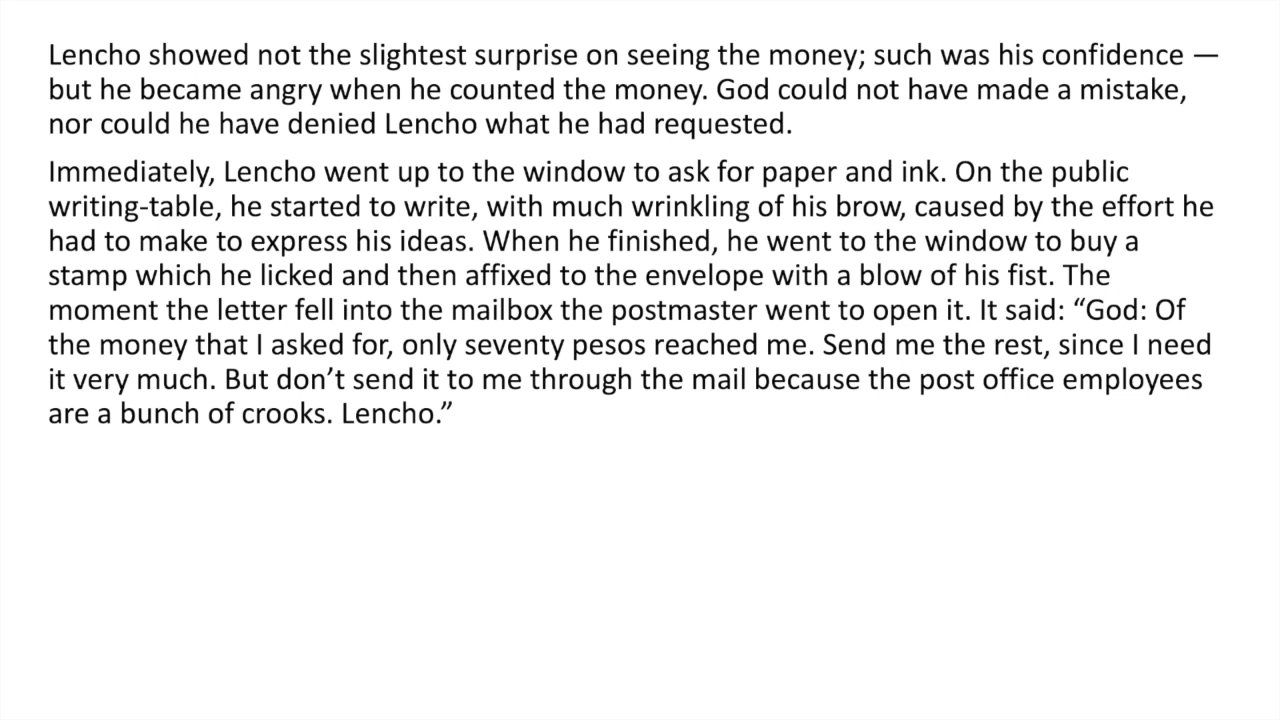 Lencho showed not the slightest surprise on seeing the money; such was his confidence —
but he became angry when he counted the money. God could not have made a mistake,
nor could he have denied Lencho what he had requested.
Immediately, Lencho went up to the window to ask for paper and ink. On the public
writing-table, he started to write, with much wrinkling of his brow, caused by the effort he
had to make to express his ideas. When he finished, he went to the window to buy a
stamp which he licked and then affixed to the envelope with a blow of his fist. The
moment the letter fell into the mailbox the postmaster went to open it. It said: “God: Of
the money that I asked for, only seventy pesos reached me. Send me the rest, since I need
it very much. But don’t send it to me through the mail because the post office employees
are a bunch of crooks. Lencho.”